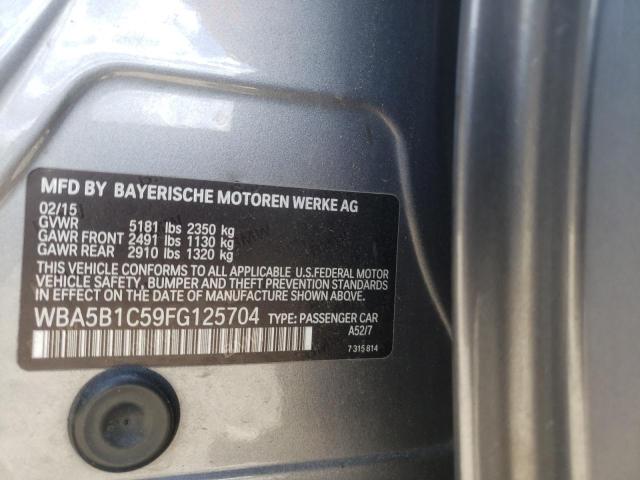 MFD BY BAYERISCHE MOTOREN WERKE AG
02/15
GVWR 5181 lbs 2350 kg
GAWR FRONT 2491 lbs 1130 kg
GAWR REAR 2910 lbs 1320 kg
THIS VEHICLE CONFORMS TO ALL APPLICABLE U.S.FEDERAL MOTOR
VEHICLE SAFETY, BUMPER AND THEFT PREVENTION STANDARDS
IN EFFECT ON THE DATE OF MANUFACTURE SHOWN ABOVE.
WBA5B1C59FG125704 TYPE: PASSENGER CAR
A52/7
7 315 814